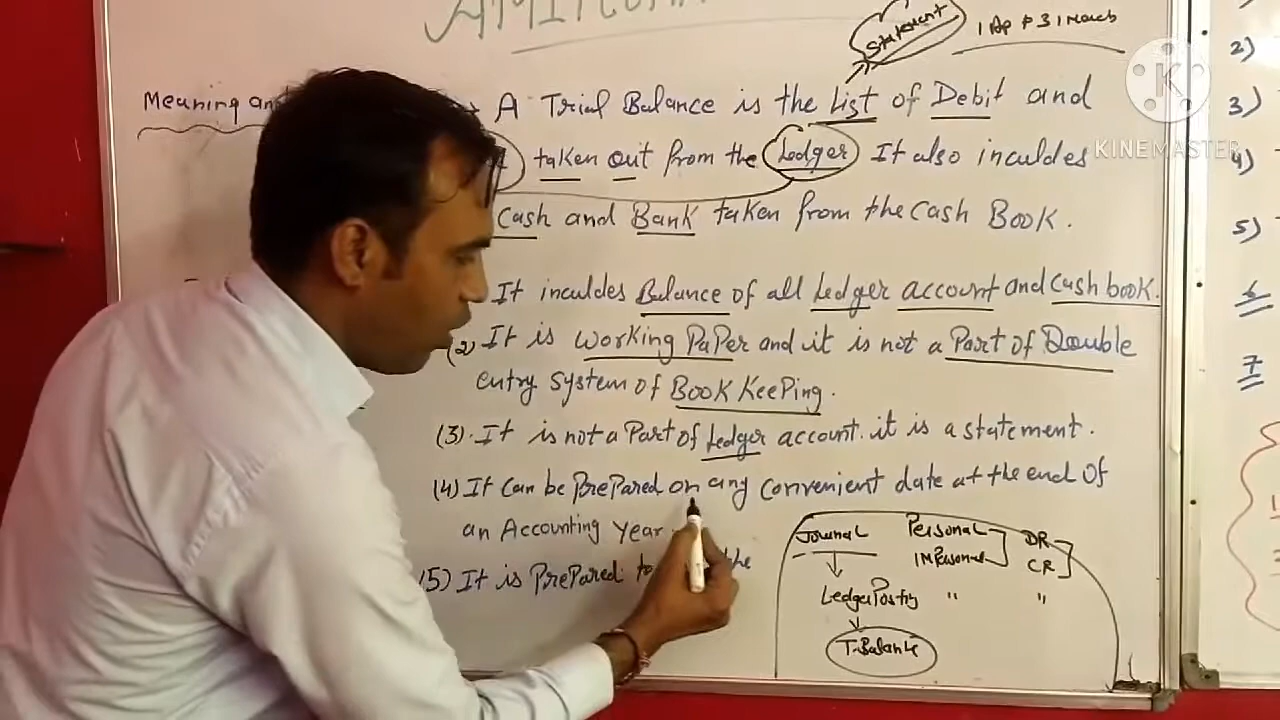 Statement 1 Ap p 31 March
Meaning an A Trial Balance is the List of Debit and
taken out from the Ledger It also inculdes
Cash and Bank taken from the Cash Book.
It inculdes Balance of all Ledger account and Cash book.
(2) It is working PaPer and it is not a Part of Double
entry system of Book KeePing.
(3). It is not a Part of Ledger account. it is a statement.
(4) It Can be PrePared on any convenient date at the end Of
an Accounting year
(5) It is PrePared the
Journal Personal DR
IMPersonal CR
Ledger Posting " "
T.Balance
2)
3)
4)
5)
6
7
KINEMASTER
K